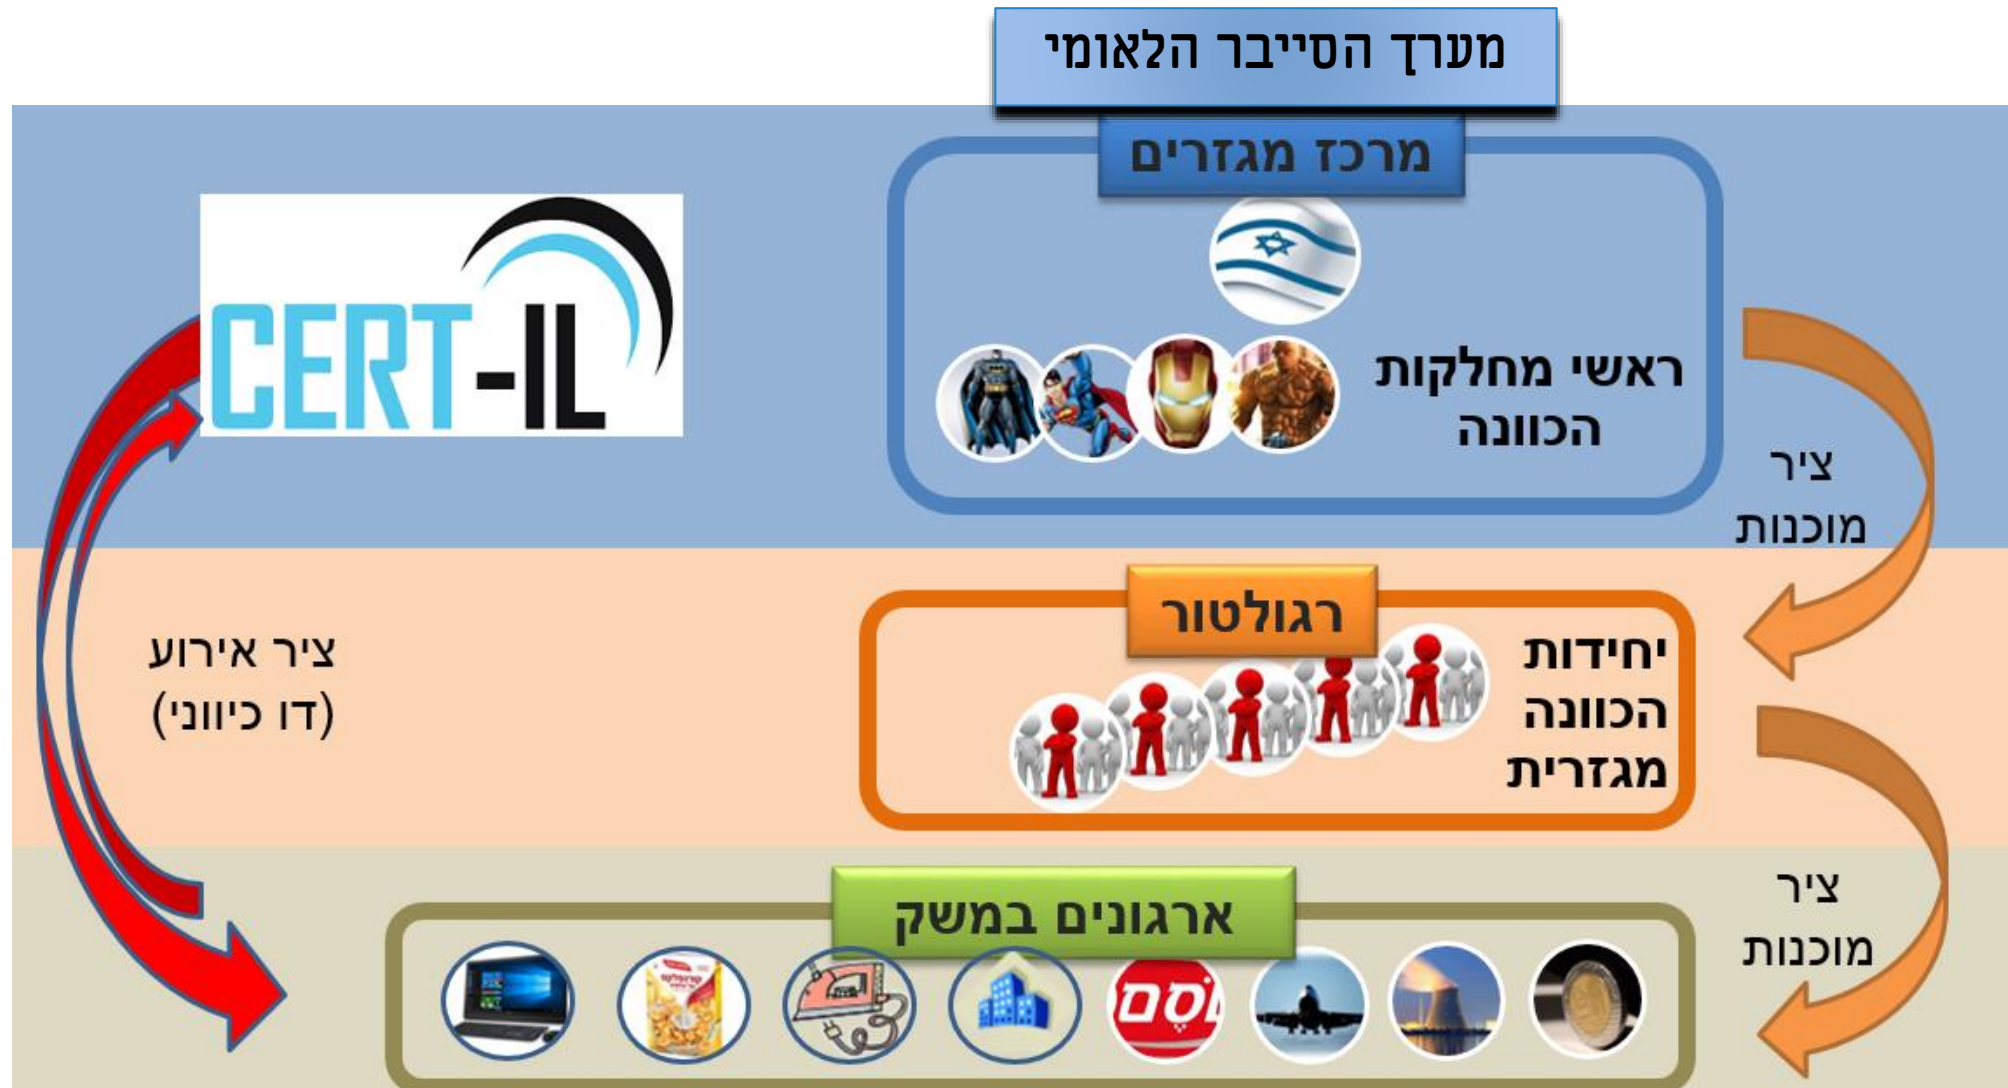 מערך הסייבר הלאומי
מרכז מגזרים
CERT-IL
ראשי מחלקות
הכוונה
ציר
מוכנות
רגולטור
יחידות
הכוונה
מגזרית
ציר אירוע
(דו כיווני)
ארגונים במשק
ציר
מוכנות
קורנפלקס